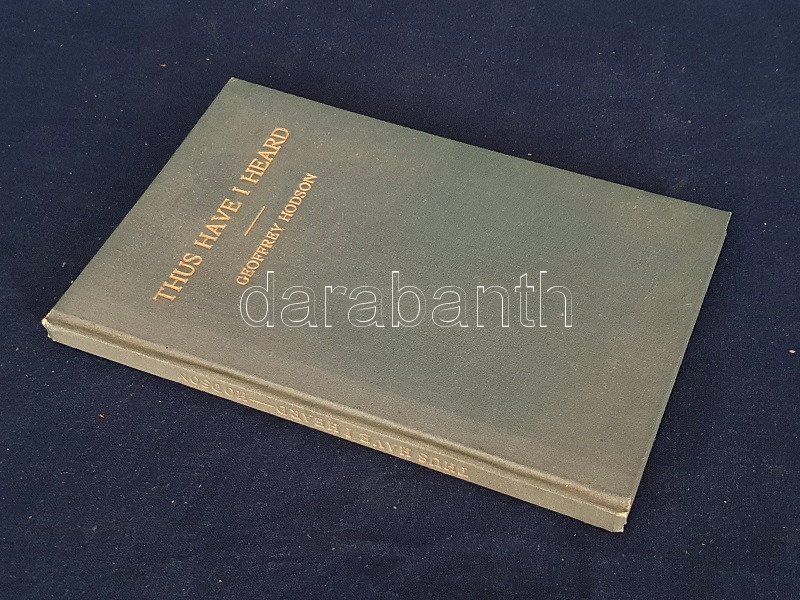 THUS HAVE I HEARD
GEOFFREY HODSON
darabanth
THUS HAVE I HEARD — HODSON